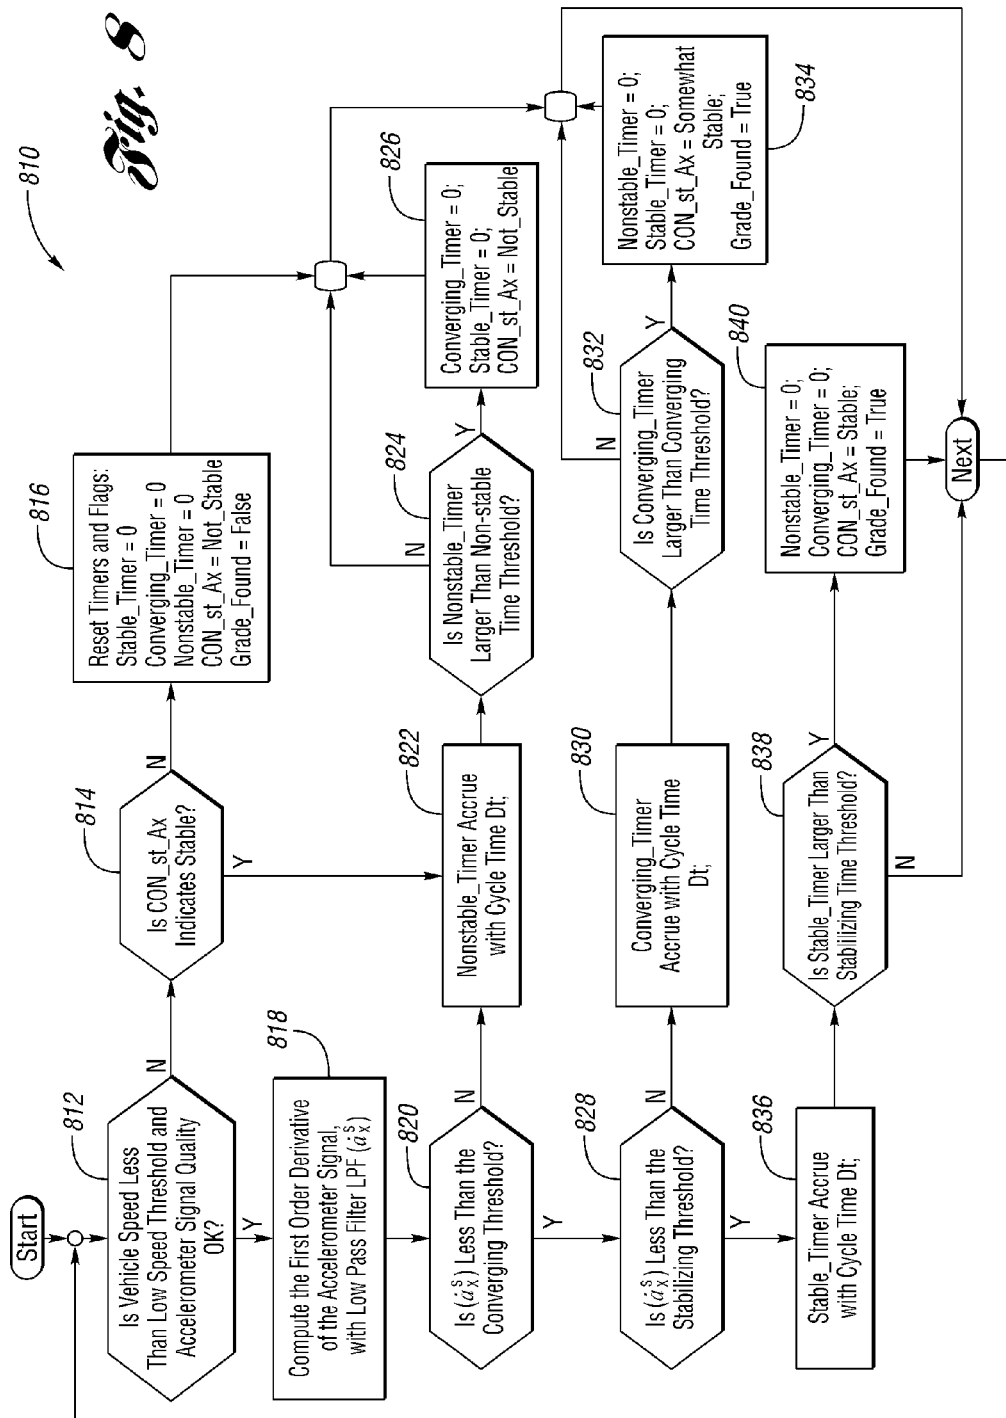 Fig. 8
810
Start
812
Is Vehicle Speed Less
Than Low Speed Threshold and
Accelerometer Signal Quality
OK?
N
Y
814
Is CON_st_Ax
Indicates Stable?
N
Y
816
Reset Timers and Flags:
Stable_Timer = 0
Converging_Timer = 0
Nonstable_Timer = 0
CON_st_Ax = Not_Stable
Grade_Found = False
818
Compute the First Order Derivative
of the Accelerometer Signal,
with Low Pass Filter LPF (ȧₓˢ)
820
Is (ȧₓˢ) Less Than the
Converging Threshold?
N
Y
822
Nonstable_Timer Accrue
with Cycle Time Dt;
824
Is Nonstable_Timer
Larger Than Non-stable
Time Threshold?
N
Y
826
Converging_Timer = 0;
Stable_Timer = 0;
CON_st_Ax = Not_Stable
828
Is (ȧₓˢ) Less Than the
Stabilizing Threshold?
N
Y
830
Converging_Timer
Accrue with Cycle Time
Dt;
832
Is Converging_Timer
Larger Than Converging
Time Threshold?
N
Y
834
Nonstable_Timer = 0;
Stable_Timer = 0;
CON_st_Ax = Somewhat
Stable;
Grade_Found = True
836
Stable_Timer Accrue
with Cycle Time Dt;
838
Is Stable_Timer Larger Than
Stabilizing Time Threshold?
Y
N
840
Nonstable_Timer = 0;
Converging_Timer = 0;
CON_st_Ax = Stable;
Grade_Found = True
Next